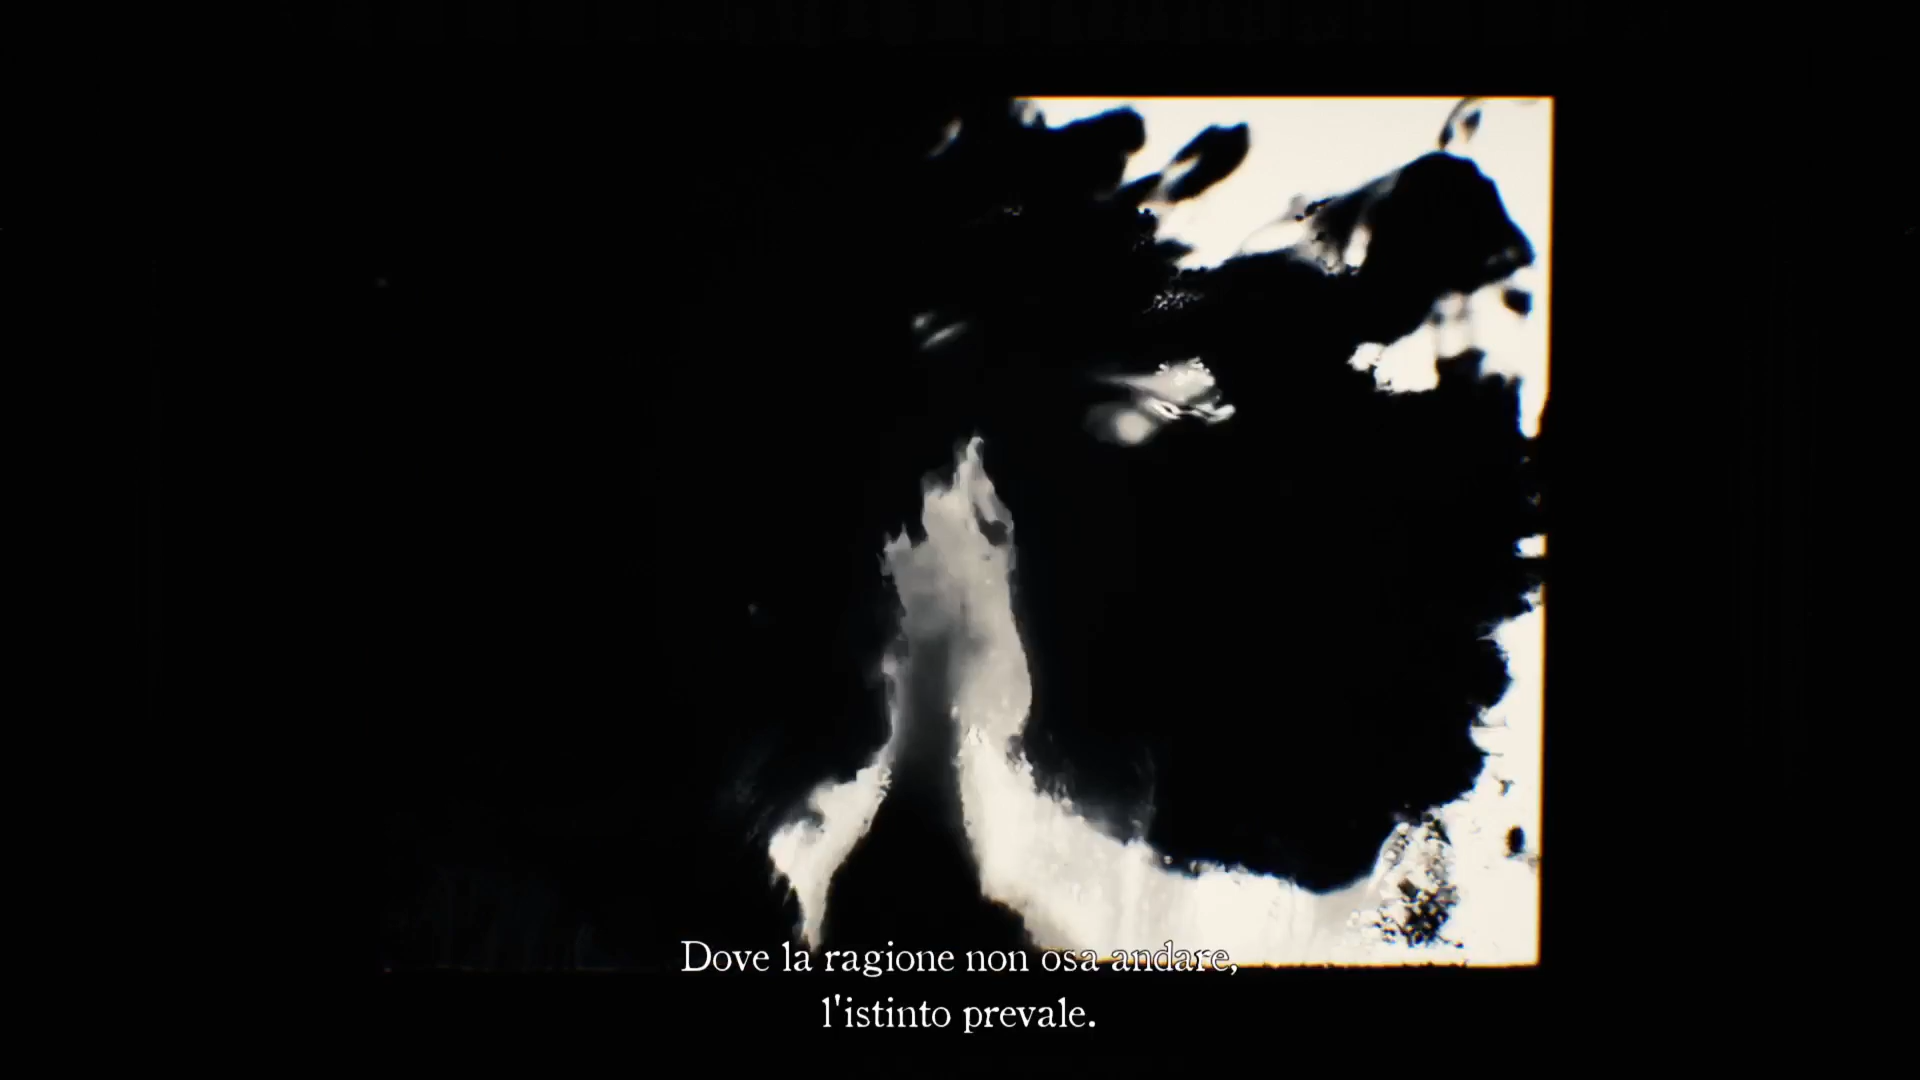 Dove la ragione non osa andare,
l'istinto prevale.